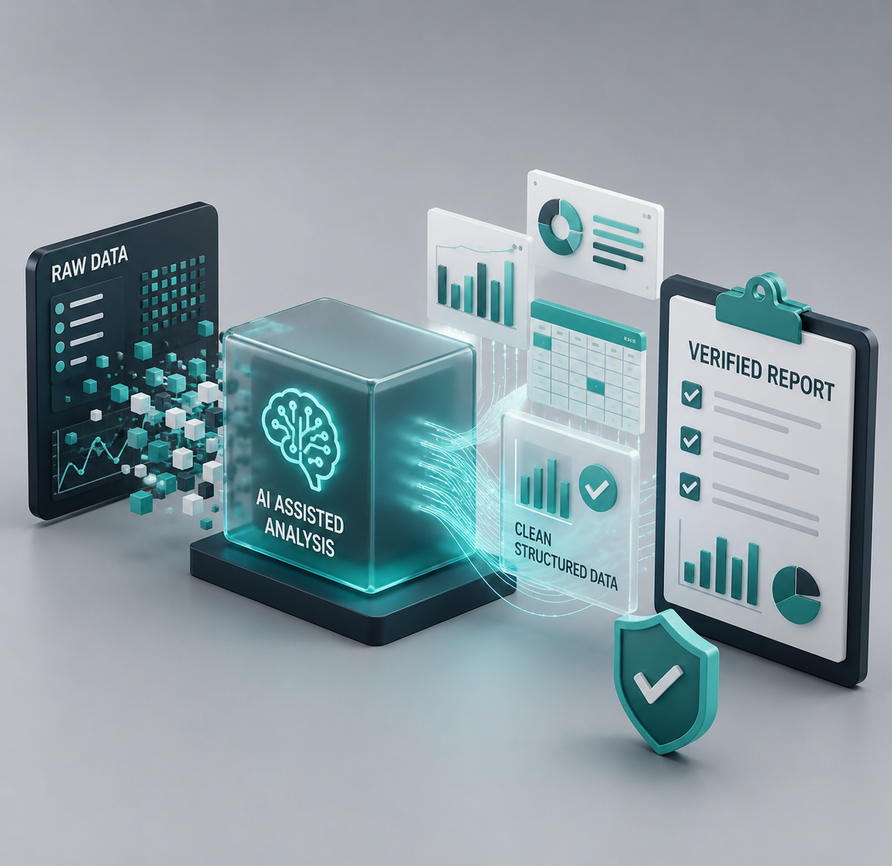 RAW DATA
AI ASSISTED
ANALYSIS
CLEAN
STRUCTURED DATA
VERIFIED REPORT